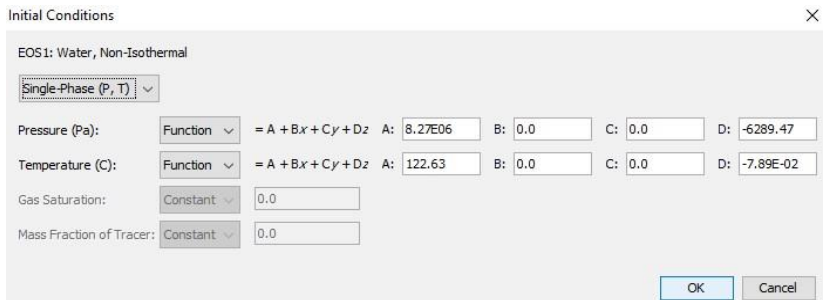 Initial Conditions
EOS1: Water, Non-Isothermal
Single-Phase (P, T)
Pressure (Pa): Function = A + Bx + Cy + Dz A: 8.27E06 B: 0.0 C: 0.0 D: -6289.47
Temperature (C): Function = A + Bx + Cy + Dz A: 122.63 B: 0.0 C: 0.0 D: -7.89E-02
Gas Saturation: Constant 0.0
Mass Fraction of Tracer: Constant 0.0
OK Cancel